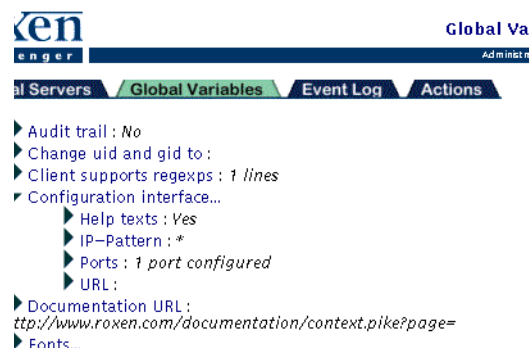 xen
enger
Global Va
Administr
al Servers Global Variables Event Log Actions
Audit trail : No
Change uid and gid to :
Client supports regexps : 1 lines
Configuration interface...
Help texts : Yes
IP-Pattern : *
Ports : 1 port configured
URL :
Documentation URL :
ttp://www.roxen.com/documentation/context.pike?page=
Fonts...